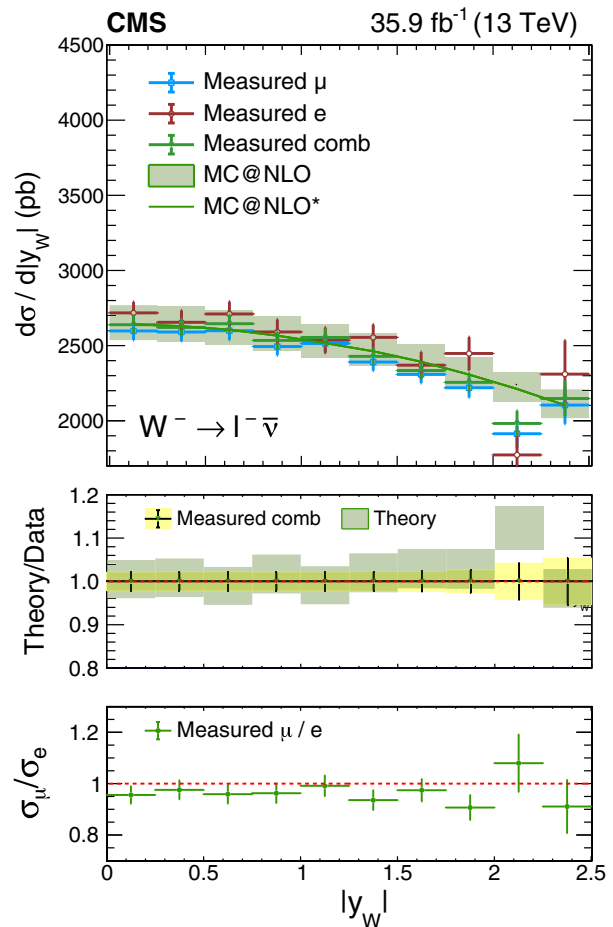 CMS 35.9 fb⁻¹ (13 TeV)
4500
4000
3500
3000
2500
2000
dσ / d|y_W| (pb)
Measured μ
Measured e
Measured comb
MC@NLO
MC@NLO*
W⁻ → l⁻ ν̄
1.2
1.1
1.0
0.9
0.8
Theory/Data
Measured comb Theory
W
1.2
1
0.8
σ_μ/σ_e
Measured μ / e
0 0.5 1 1.5 2 2.5
|y_W|